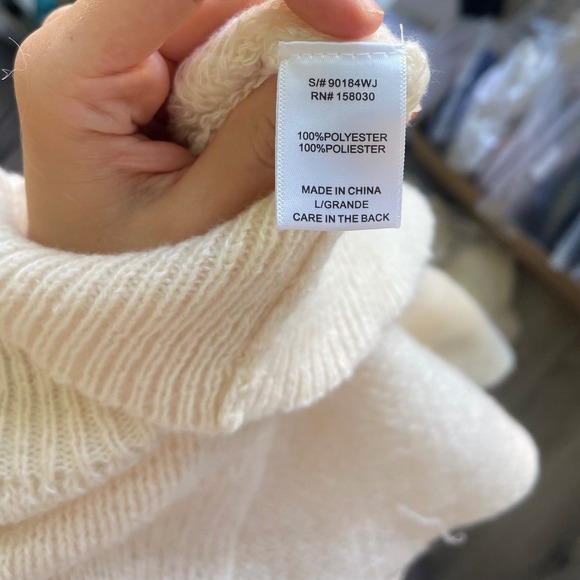 S/# 90184WJ
RN# 158030
100%POLYESTER
100%POLIESTER
MADE IN CHINA
L/GRANDE
CARE IN THE BACK